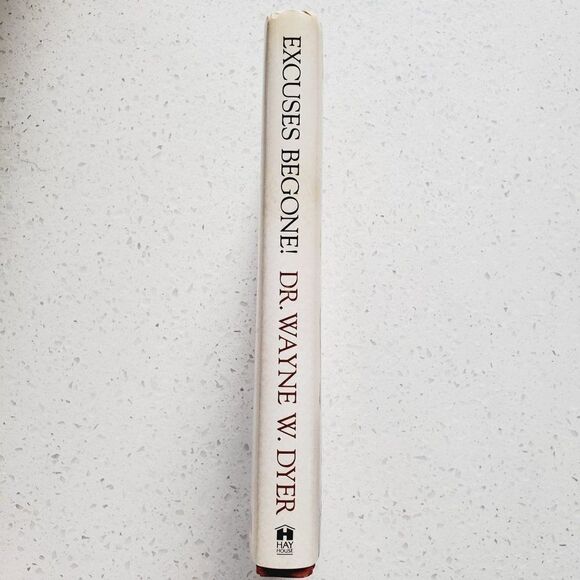 EXCUSES BEGONE! DR. WAYNE W. DYER
HAY
HOUSE